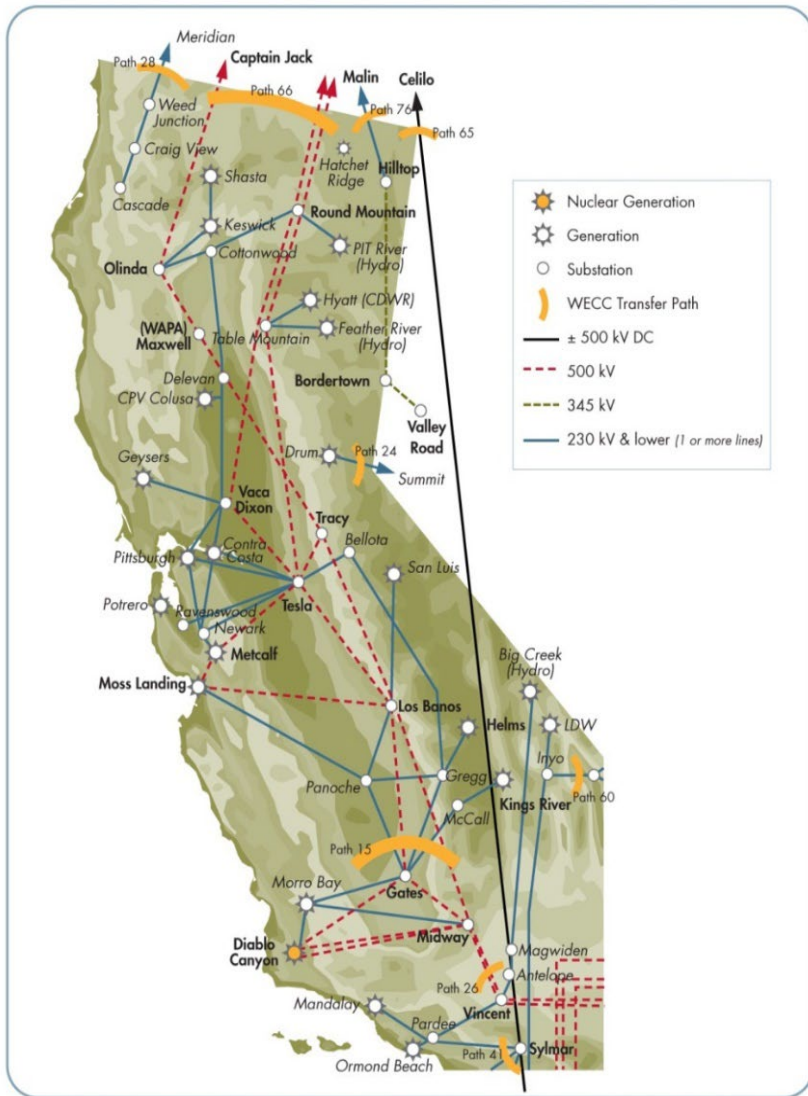 Meridian
Path 28
Captain Jack
Path 66
Malin
Celilo
Path 76
Path 65
Weed
Junction
Craig View
Cascade
Shasta
Hatchet
Ridge
Hilltop
Keswick
Round Mountain
Cottonwood
PIT River
(Hydro)
Olinda
Hyatt (CDWR)
(WAPA)
Maxwell
Table Mountain
Feather River
(Hydro)
Delevan
Bordertown
CPV Colusa
Valley
Road
Geysers
Drum
Path 24
Summit
Vaca
Dixon
Tracy
Bellota
Contra
Costa
Pittsburgh
San Luis
Potrero
Ravenswood
Newark
Tesla
Metcalf
Big Creek
(Hydro)
Moss Landing
Los Banos
Helms
LDW
Inyo
Panoche
Gregg
Kings River
Path 60
McCall
Path 15
Gates
Morro Bay
Diablo
Canyon
Midway
Magwiden
Antelope
Path 26
Vincent
Mandalay
Pardee
Path 41
Sylmar
Ormond Beach
Nuclear Generation
Generation
Substation
WECC Transfer Path
± 500 kV DC
500 kV
345 kV
230 kV & lower (1 or more lines)